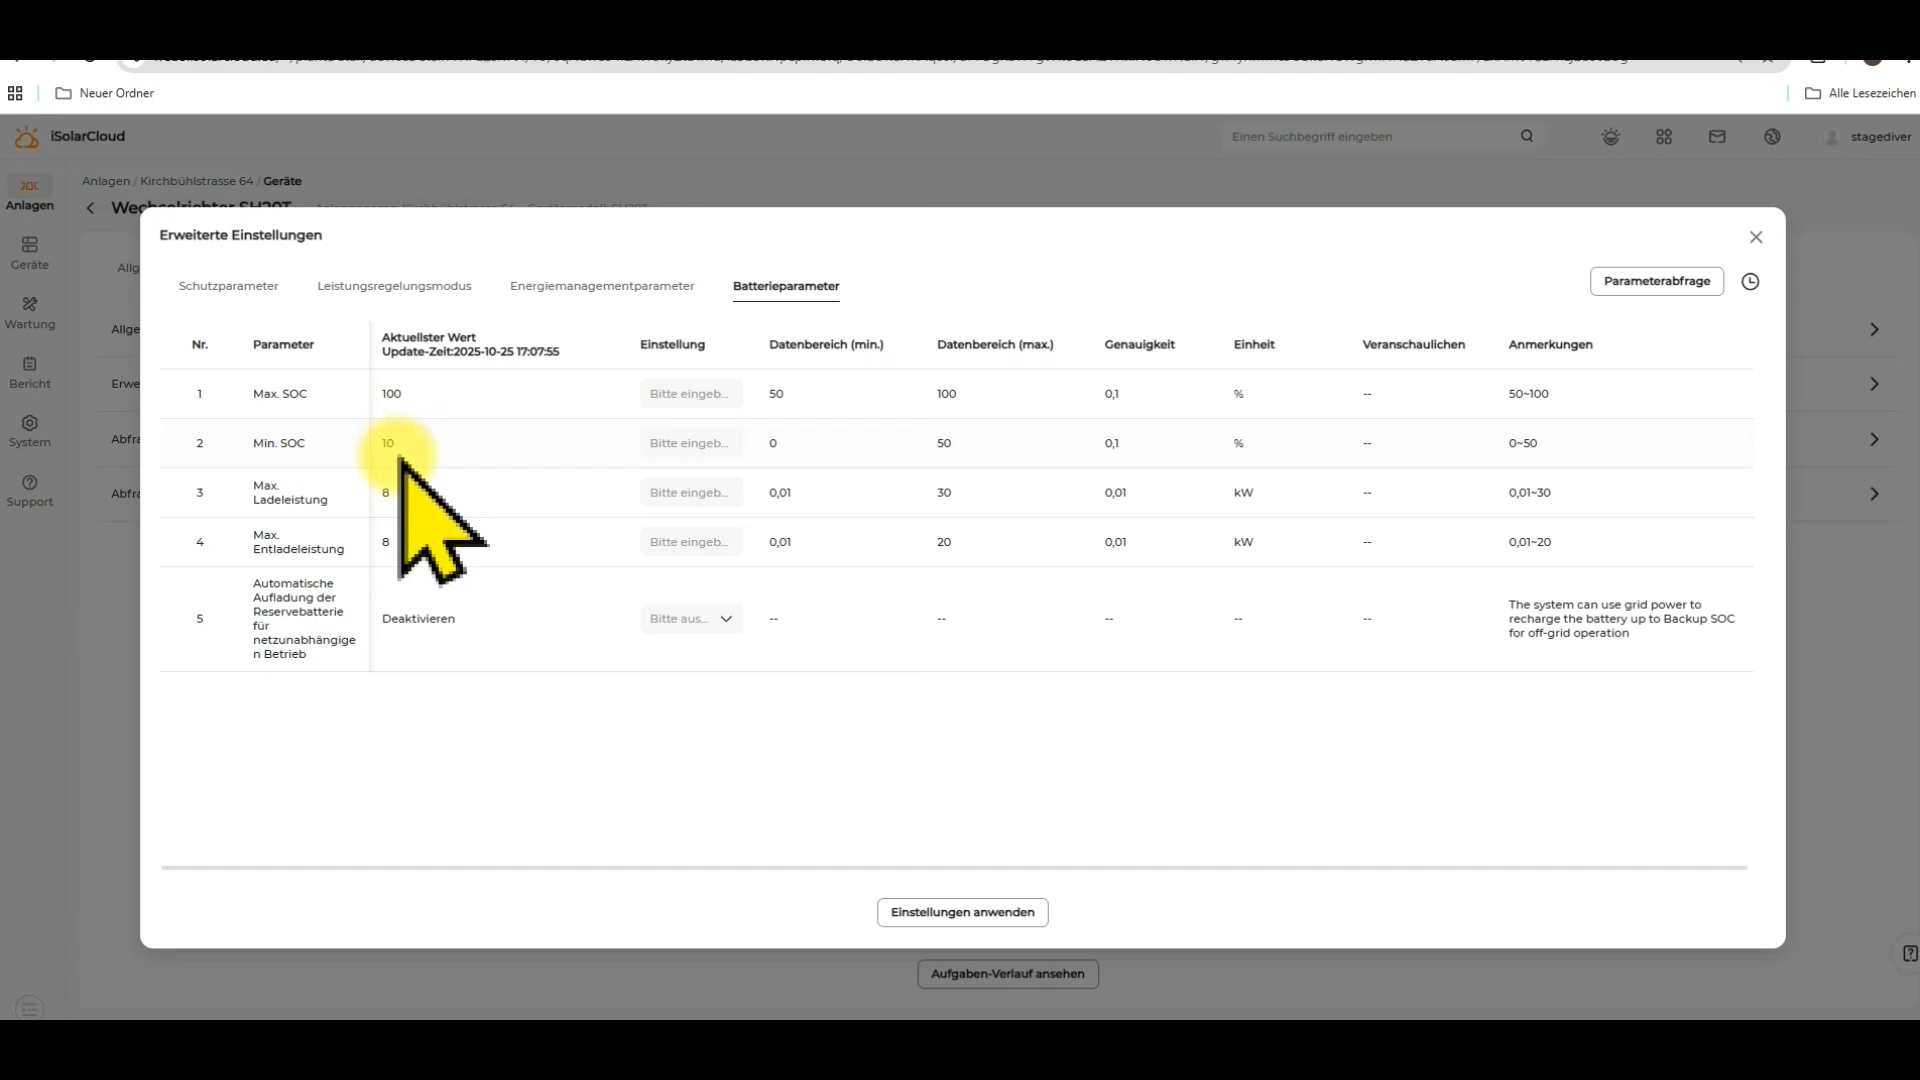 Neuer Ordner
Alle Lesezeichen
iSolarCloud
Einen Suchbegriff eingeben
stagediver
Anlagen / Kirchbühlstrasse 64 / Geräte
Wechselrichter SH20T
Anlagen
Geräte
Wartung
Bericht
System
Support
Allg
Allge
Erwe
Abfra
Abfra
Erweiterte Einstellungen
Schutzparameter Leistungsregelungsmodus Energiemanagementparameter Batterieparameter
Parameterabfrage
Nr. Parameter Aktuellster Wert Update-Zeit:2025-10-25 17:07:55 Einstellung Datenbereich (min.) Datenbereich (max.) Genauigkeit Einheit Veranschaulichen Anmerkungen
1 Max. SOC 100 Bitte eingeb... 50 100 0,1 % -- 50~100
2 Min. SOC 10 Bitte eingeb... 0 50 0,1 % -- 0~50
3 Max. Ladeleistung 8 Bitte eingeb... 0,01 30 0,01 kW -- 0,01~30
4 Max. Entladeleistung 8 Bitte eingeb... 0,01 20 0,01 kW -- 0,01~20
5 Automatische Aufladung der Reservebatterie für netzunabhängige n Betrieb Deaktivieren Bitte aus... -- -- -- -- -- The system can use grid power to recharge the battery up to Backup SOC for off-grid operation
Einstellungen anwenden
Aufgaben-Verlauf ansehen